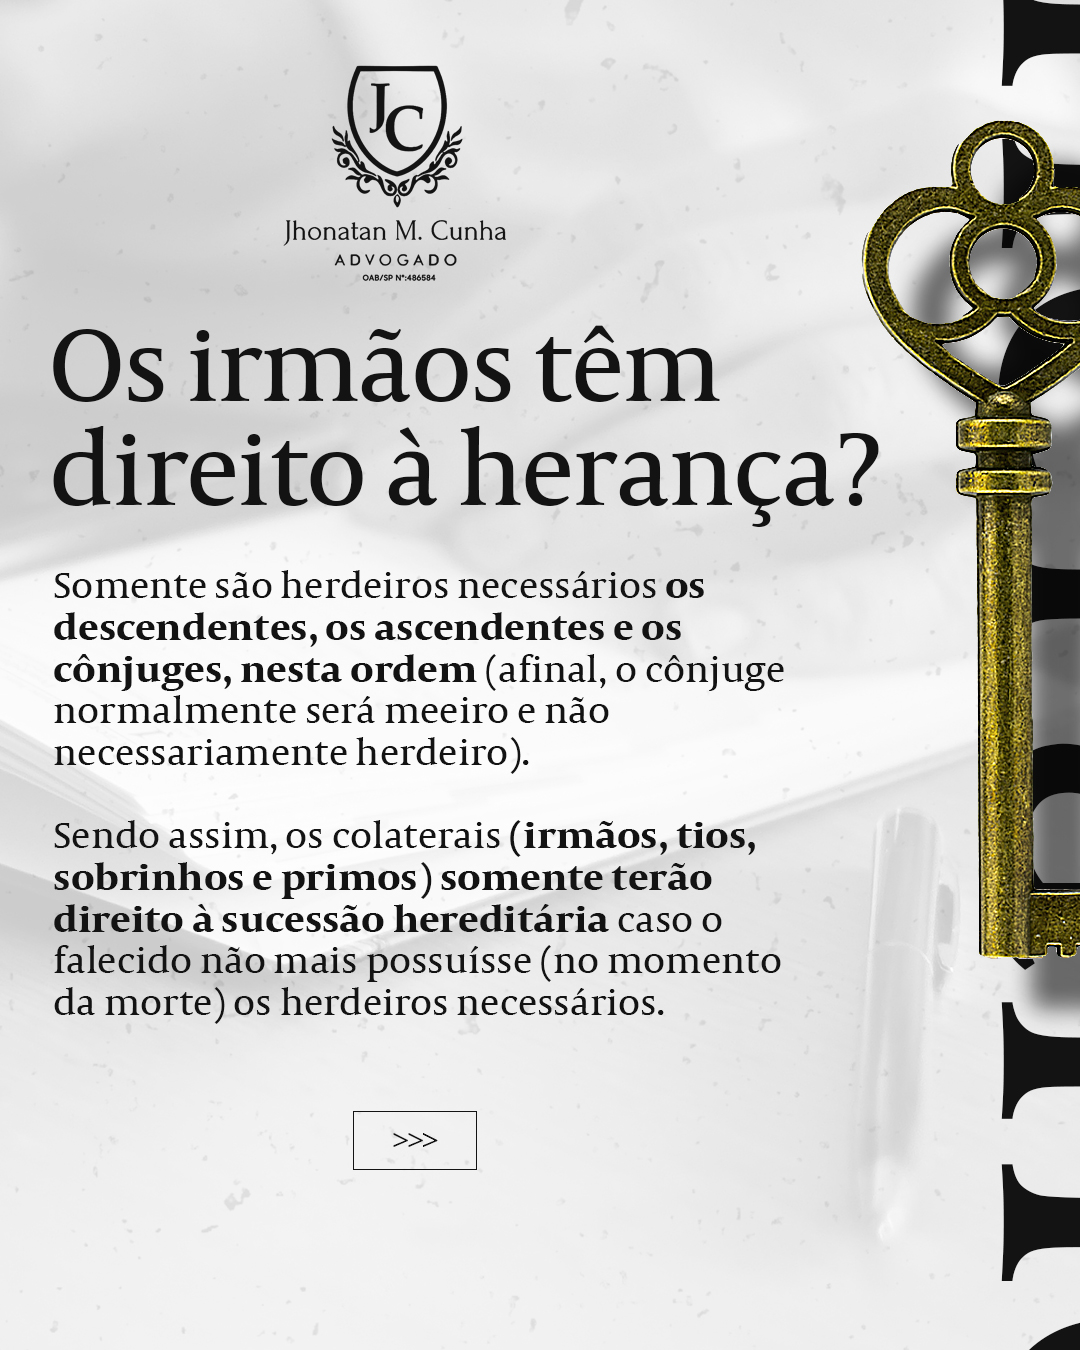 JC
Jhonatan M. Cunha
ADVOGADO
OAB/SP Nº:486584
Os irmãos têm
direito à herança?
Somente são herdeiros necessários os
descendentes, os ascendentes e os
cônjuges, nesta ordem (afinal, o cônjuge
normalmente será meeiro e não
necessariamente herdeiro).
Sendo assim, os colaterais (irmãos, tios,
sobrinhos e primos) somente terão
direito à sucessão hereditária caso o
falecido não mais possuísse (no momento
da morte) os herdeiros necessários.
>>>